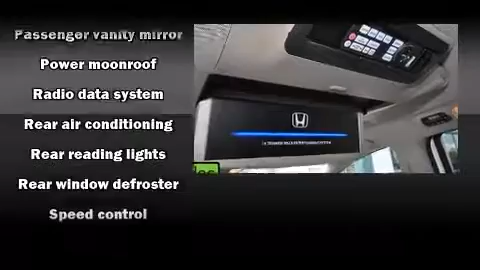 Passenger vanity mirror
Power moonroof
Radio data system
Rear air conditioning
Rear reading lights
Rear window defroster
Speed control